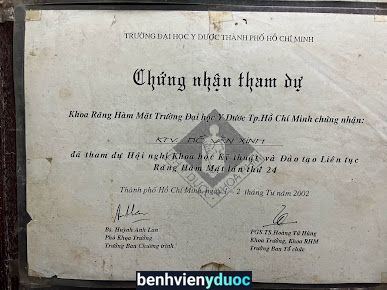 TRƯỜNG ĐẠI HỌC Y DƯỢC THÀNH PHỐ HỒ CHÍ MINH
Chứng nhận tham dự
Khoa Răng Hàm Mặt Trường Đại học Y Dược Tp.Hồ Chí Minh chứng nhận:
KTV ĐỖ VĂN XINH
đã tham dự Hội nghị Khoa học Kỹ thuật và Đào tạo Liên tục
Răng Hàm Mặt lần thứ 24
Thành phố Hồ Chí Minh, 2 tháng Tư năm 2002
Bs. Huỳnh Anh Lan
Phó Khoa Trưởng
Trưởng Ban Chương trình
PGS.TS Hoàng Tử Hùng
Khoa Trưởng, Khoa RHM
Trưởng Ban Tổ chức
benhvienyduoc